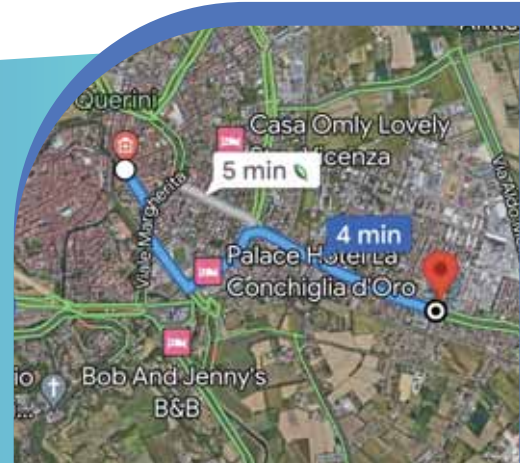 Querini
Casa Omly Lovely
Vicenza
5 min
Viale Margherita
4 min
Palace Hotel La
Conchiglia d'Oro
Bob And Jenny's
B&B